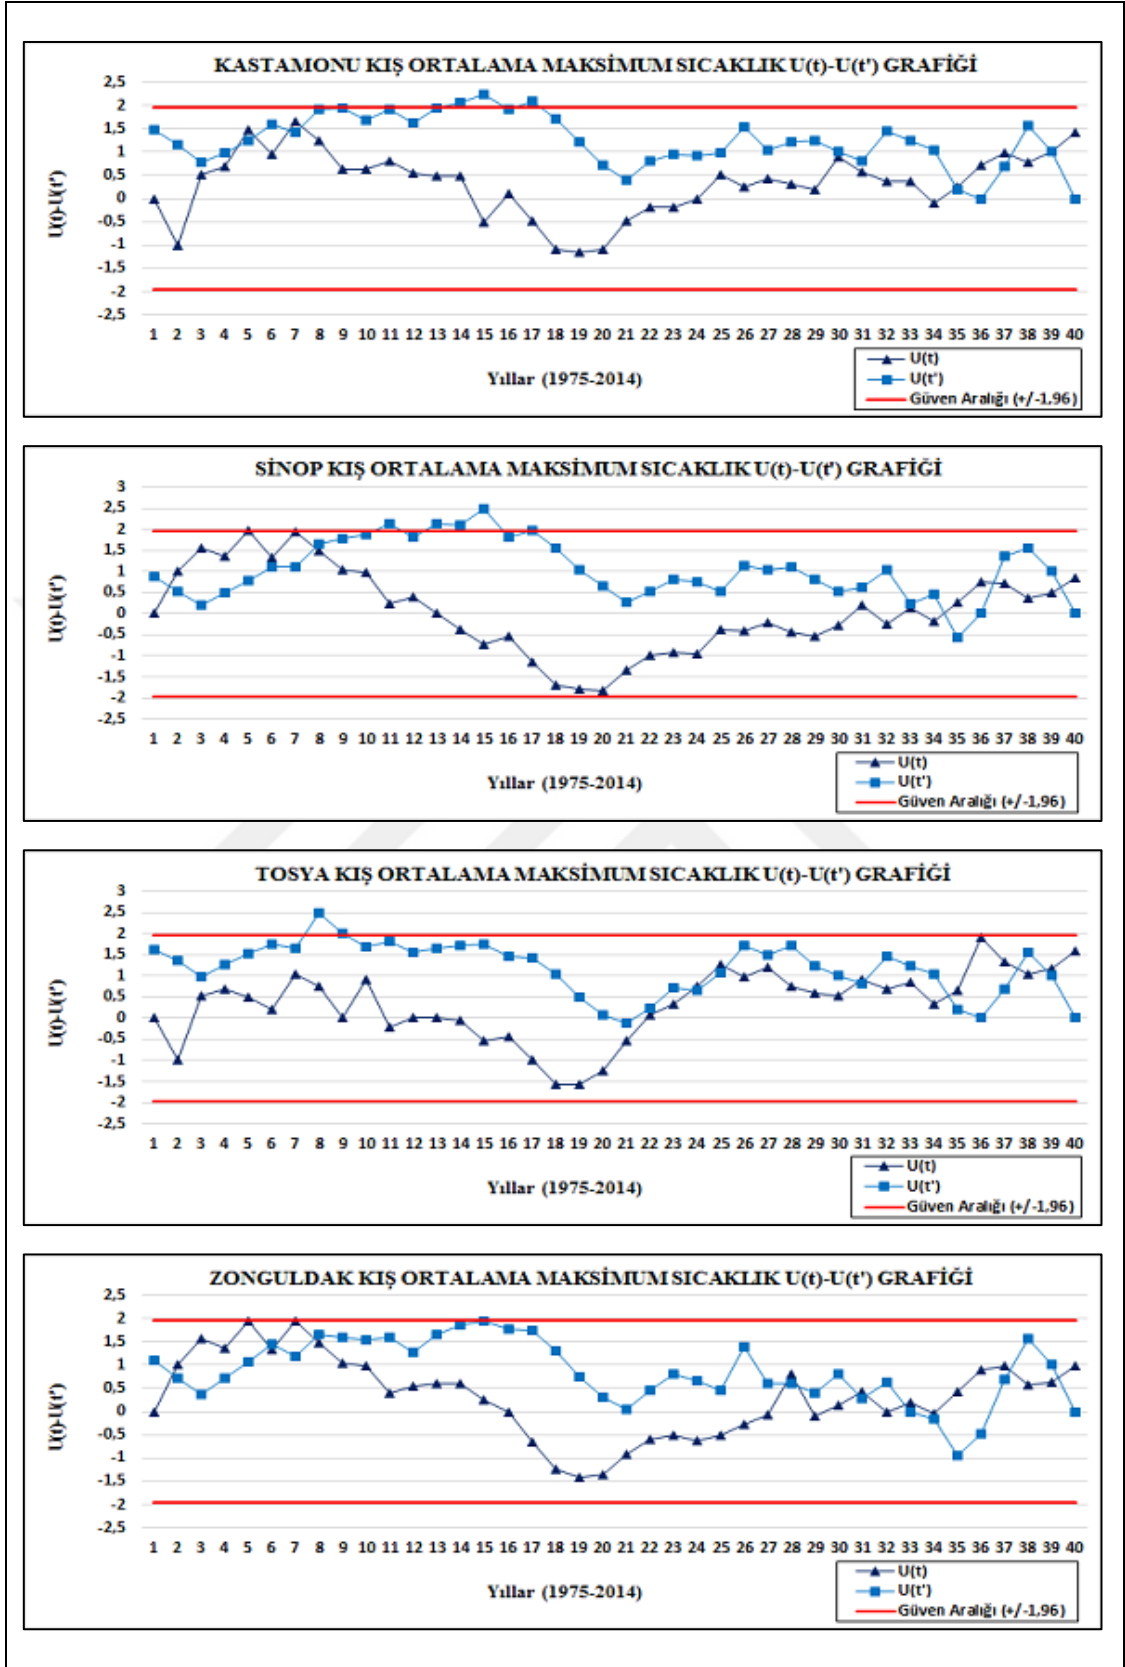 KASTAMONU KIŞ ORTALAMA MAKSİMUM SICAKLIK U(t)-U(t') GRAFİĞİ
2,5
2
1,5
1
0,5
0
-0,5
-1
-1,5
-2
-2,5
U(t)-U(t')
1 2 3 4 5 6 7 8 9 10 11 12 13 14 15 16 17 18 19 20 21 22 23 24 25 26 27 28 29 30 31 32 33 34 35 36 37 38 39 40
Yıllar (1975-2014)
U(t)
U(t')
Güven Aralığı (+/-1,96)
SİNOP KIŞ ORTALAMA MAKSİMUM SICAKLIK U(t)-U(t') GRAFİĞİ
3
2,5
2
1,5
1
0,5
0
-0,5
-1
-1,5
-2
-2,5
U(t)-U(t')
1 2 3 4 5 6 7 8 9 10 11 12 13 14 15 16 17 18 19 20 21 22 23 24 25 26 27 28 29 30 31 32 33 34 35 36 37 38 39 40
Yıllar (1975-2014)
U(t)
U(t')
Güven Aralığı (+/-1,96)
TOSYA KIŞ ORTALAMA MAKSİMUM SICAKLIK U(t)-U(t') GRAFİĞİ
3
2,5
2
1,5
1
0,5
0
-0,5
-1
-1,5
-2
-2,5
U(t)-U(t')
1 2 3 4 5 6 7 8 9 10 11 12 13 14 15 16 17 18 19 20 21 22 23 24 25 26 27 28 29 30 31 32 33 34 35 36 37 38 39 40
Yıllar (1975-2014)
U(t)
U(t')
Güven Aralığı (+/-1,96)
ZONGULDAK KIŞ ORTALAMA MAKSİMUM SICAKLIK U(t)-U(t') GRAFİĞİ
2,5
2
1,5
1
0,5
0
-0,5
-1
-1,5
-2
-2,5
U(t)-U(t')
1 2 3 4 5 6 7 8 9 10 11 12 13 14 15 16 17 18 19 20 21 22 23 24 25 26 27 28 29 30 31 32 33 34 35 36 37 38 39 40
Yıllar (1975-2014)
U(t)
U(t')
Güven Aralığı (+/-1,96)